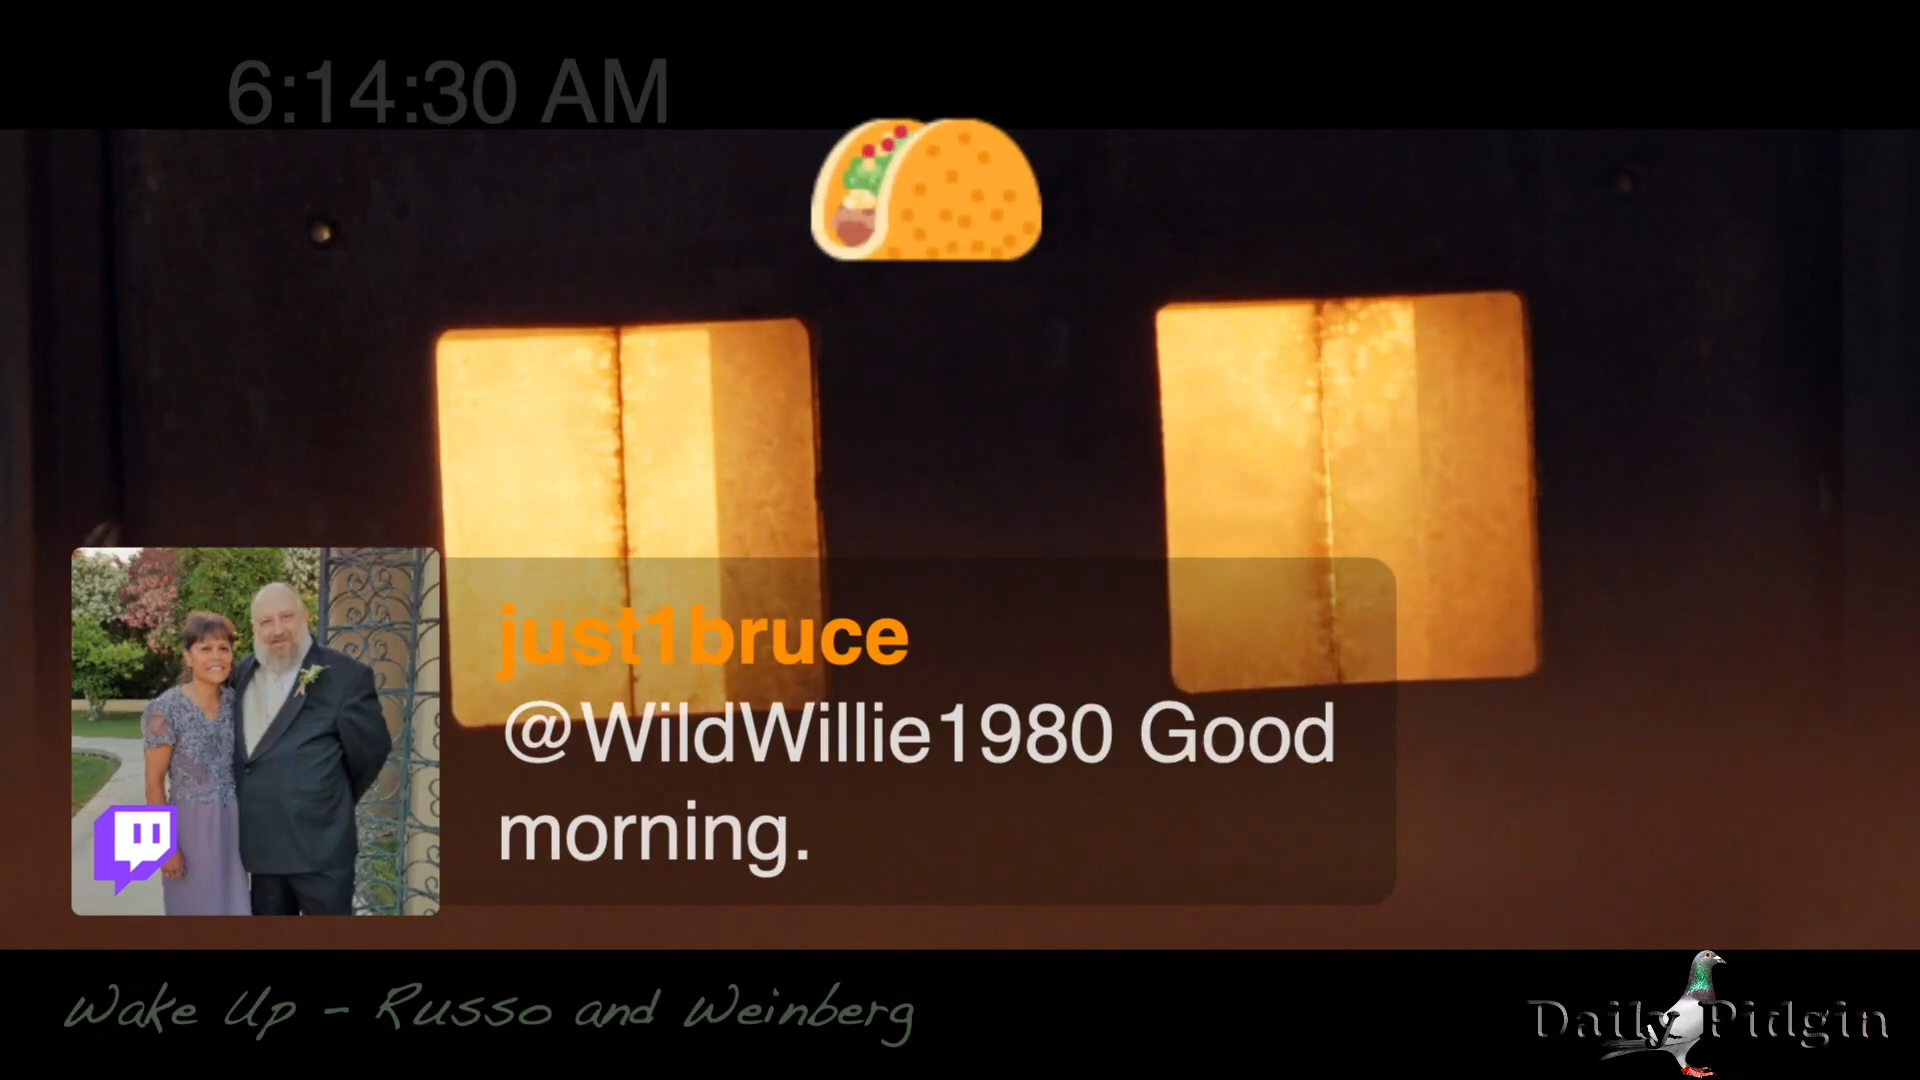 6:14:30 AM
just1bruce
@WildWillie1980 Good
morning.
Wake Up - Russo and Weinberg
Daily Pidgin